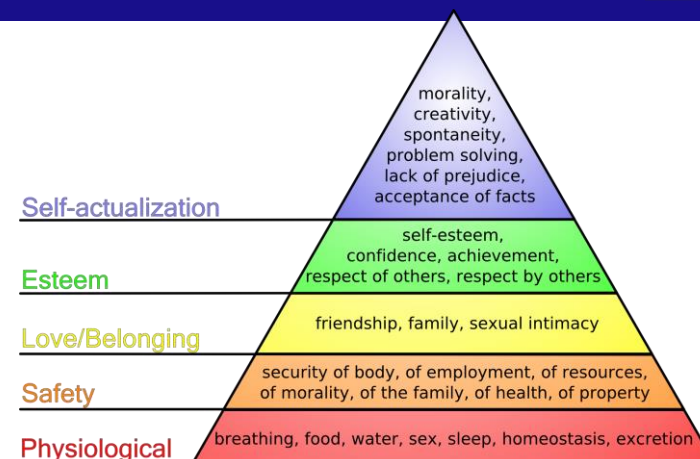 morality,
creativity,
spontaneity,
problem solving,
lack of prejudice,
acceptance of facts
Self-actualization
self-esteem,
confidence, achievement,
respect of others, respect by others
Esteem
friendship, family, sexual intimacy
Love/Belonging
security of body, of employment, of resources,
of morality, of the family, of health, of property
Safety
breathing, food, water, sex, sleep, homeostasis, excretion
Physiological